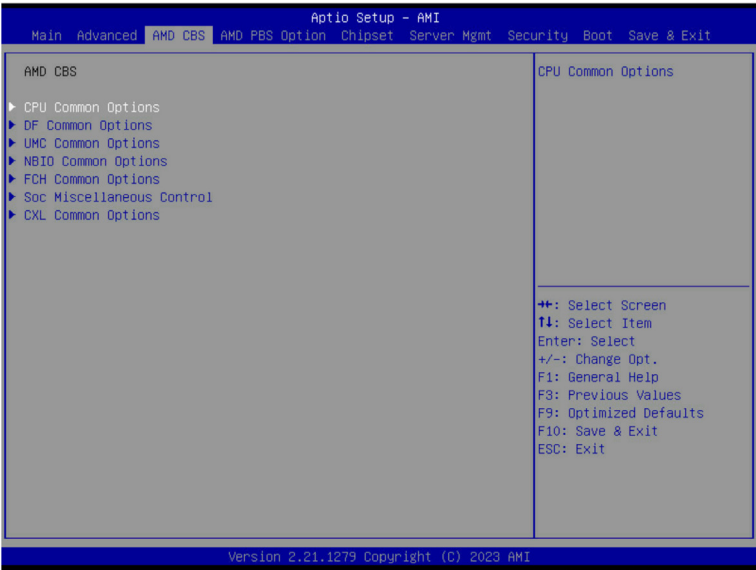 Aptio Setup – AMI
Main Advanced AMD CBS AMD PBS Option Chipset Server Mgmt Security Boot Save & Exit
AMD CBS
CPU Common Options
DF Common Options
UMC Common Options
NBIO Common Options
FCH Common Options
Soc Miscellaneous Control
CXL Common Options
CPU Common Options
→←: Select Screen
↑↓: Select Item
Enter: Select
+/-: Change Opt.
F1: General Help
F3: Previous Values
F9: Optimized Defaults
F10: Save & Exit
ESC: Exit
Version 2.21.1279 Copyright (C) 2023 AMI